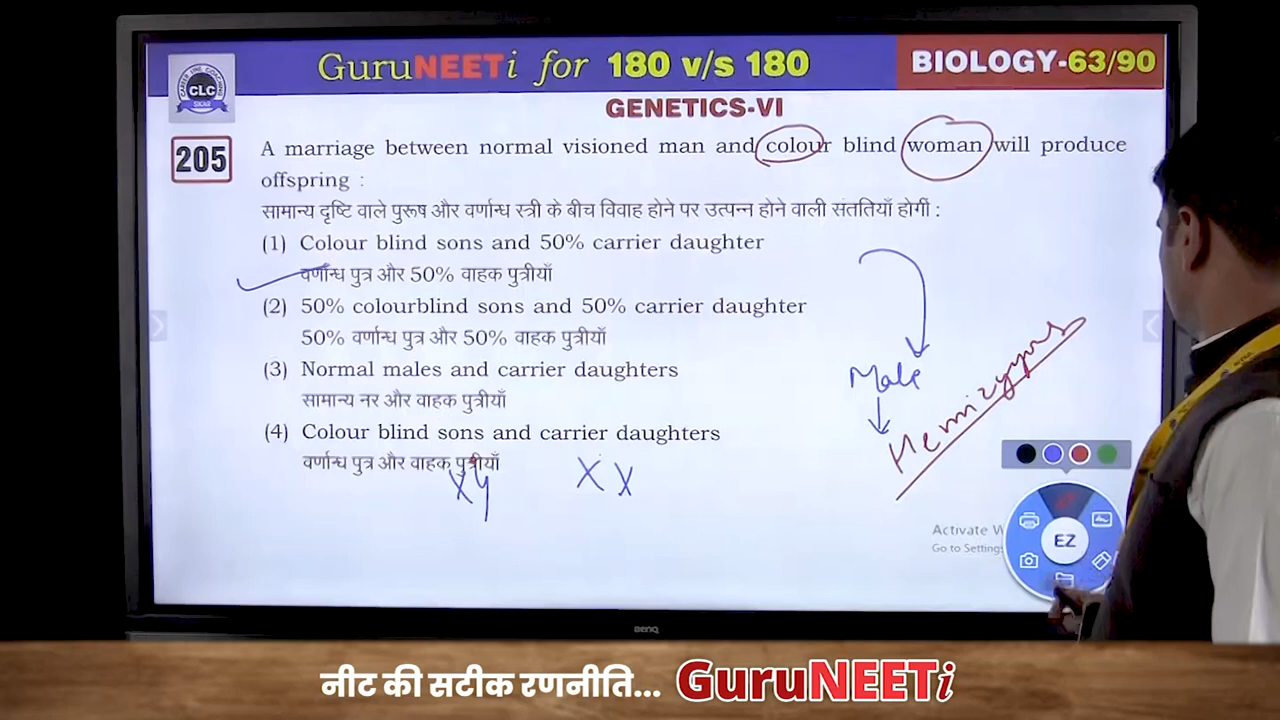 GuruNEETi for 180 v/s 180
BIOLOGY-63/90
CLC
SIKAR
GENETICS-VI
205
A marriage between normal visioned man and colour blind woman will produce
offspring :
सामान्य दृष्टि वाले पुरूष और वर्णान्ध स्त्री के बीच विवाह होने पर उत्पन्न होने वाली संततियाँ होगीं :
(1) Colour blind sons and 50% carrier daughter
वर्णान्ध पुत्र और 50% वाहक पुत्रीयाँ
(2) 50% colourblind sons and 50% carrier daughter
50% वर्णान्ध पुत्र और 50% वाहक पुत्रीयाँ
(3) Normal males and carrier daughters
सामान्य नर और वाहक पुत्रीयाँ
(4) Colour blind sons and carrier daughters
वर्णान्ध पुत्र और वाहक पुत्रीयाँ
Male
Hemizygous
Xy
X X
Activate W
Go to Settings
EZ
BenQ
नीट की सटीक रणनीति... GuruNEETi